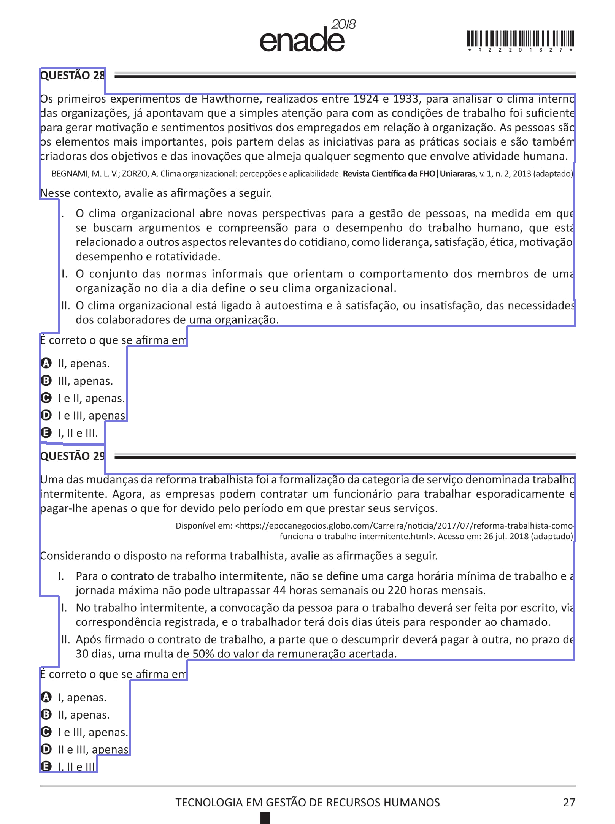 enade2018
*R2220182 7*
QUESTÃO 28
Os primeiros experimentos de Hawthorne, realizados entre 1924 e 1933, para analisar o clima interno
das organizações, já apontavam que a simples atenção para com as condições de trabalho foi suficiente
para gerar motivação e sentimentos positivos dos empregados em relação à organização. As pessoas são
os elementos mais importantes, pois partem delas as iniciativas para as práticas sociais e são também
criadoras dos objetivos e das inovações que almeja qualquer segmento que envolve atividade humana.
BEGNAMI, M. L. V.; ZORZO, A. Clima organizacional: percepções e aplicabilidade. Revista Científica da FHO|Uniararas, v. 1, n. 2, 2013 (adaptado)
Nesse contexto, avalie as afirmações a seguir.
I. O clima organizacional abre novas perspectivas para a gestão de pessoas, na medida em que
se buscam argumentos e compreensão para o desempenho do trabalho humano, que está
relacionado a outros aspectos relevantes do cotidiano, como liderança, satisfação, ética, motivação
desempenho e rotatividade.
II. O conjunto das normas informais que orientam o comportamento dos membros de uma
organização no dia a dia define o seu clima organizacional.
III. O clima organizacional está ligado à autoestima e à satisfação, ou insatisfação, das necessidades
dos colaboradores de uma organização.
É correto o que se afirma em
A II, apenas.
B III, apenas.
C I e II, apenas.
D I e III, apenas
E I, II e III.
QUESTÃO 29
Uma das mudanças da reforma trabalhista foi a formalização da categoria de serviço denominada trabalho
intermitente. Agora, as empresas podem contratar um funcionário para trabalhar esporadicamente e
pagar-lhe apenas o que for devido pelo período em que prestar seus serviços.
Disponível em: <https://epocanegocios.globo.com/Carreira/noticia/2017/07/reforma-trabalhista-como-
funciona-o-trabalho-intermitente.html>. Acesso em: 26 jul. 2018 (adaptado)
Considerando o disposto na reforma trabalhista, avalie as afirmações a seguir.
I. Para o contrato de trabalho intermitente, não se define uma carga horária mínima de trabalho e a
jornada máxima não pode ultrapassar 44 horas semanais ou 220 horas mensais.
II. No trabalho intermitente, a convocação da pessoa para o trabalho deverá ser feita por escrito, via
correspondência registrada, e o trabalhador terá dois dias úteis para responder ao chamado.
III. Após firmado o contrato de trabalho, a parte que o descumprir deverá pagar à outra, no prazo de
30 dias, uma multa de 50% do valor da remuneração acertada.
É correto o que se afirma em
A I, apenas.
B II, apenas.
C I e III, apenas.
D II e III, apenas
E I, II e III
TECNOLOGIA EM GESTÃO DE RECURSOS HUMANOS 27